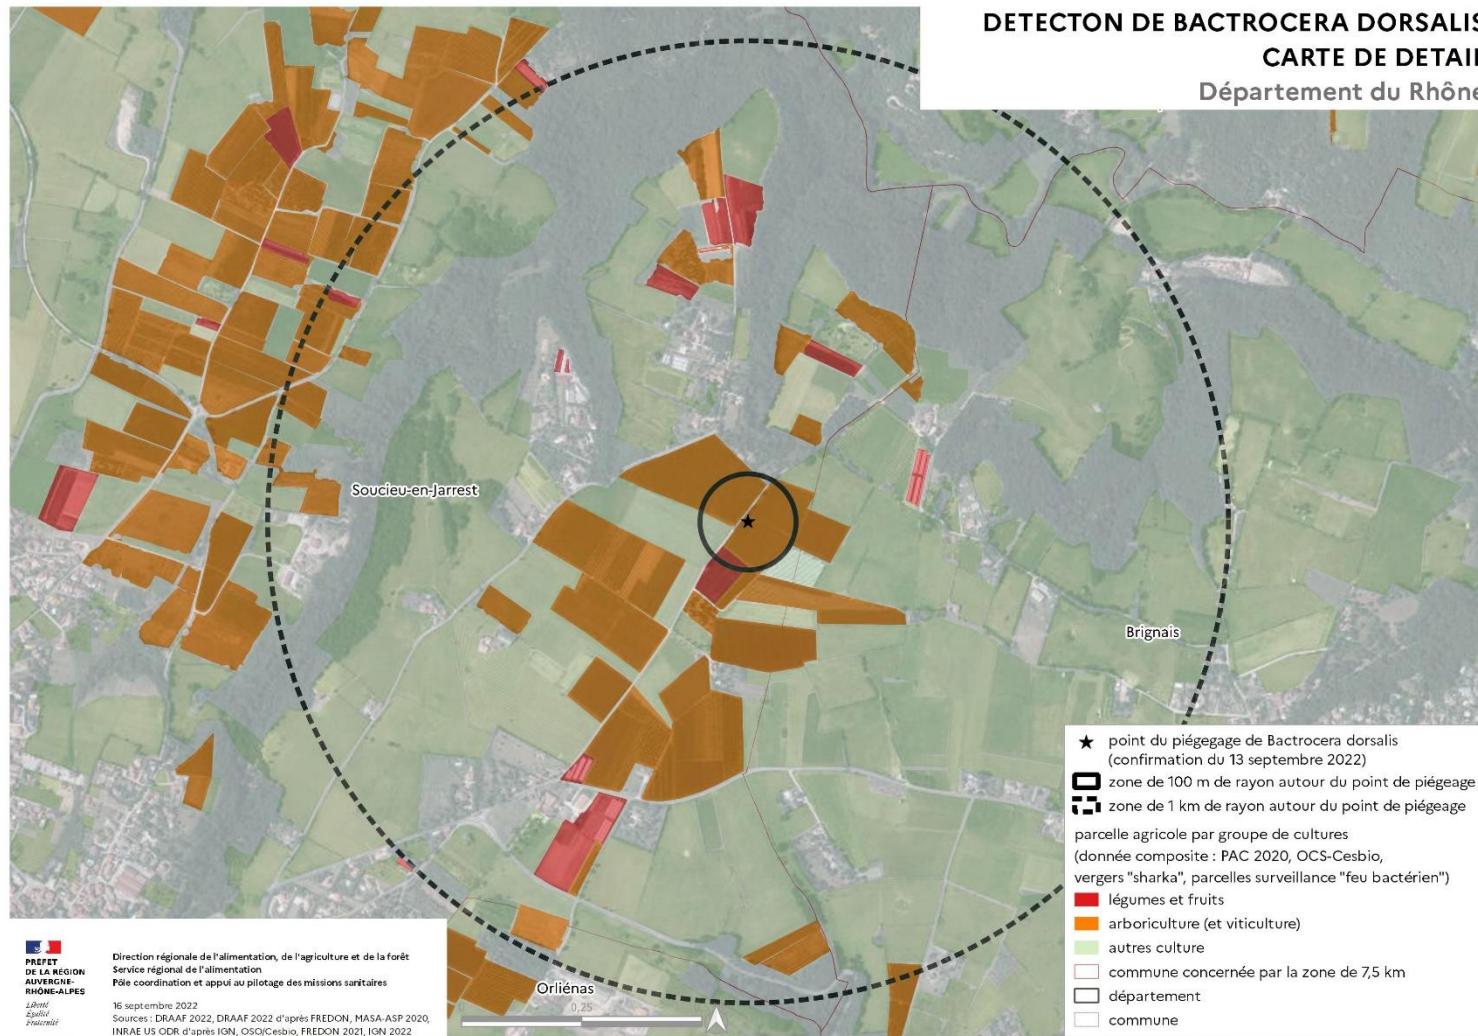 DETECTON DE BACTROCERA DORSALIS
CARTE DE DETAIL
Département du Rhône
Soucieu-en-Jarrest
Brignais
Orliénas
0,25
point du piégegage de Bactrocera dorsalis
(confirmation du 13 septembre 2022)
zone de 100 m de rayon autour du point de piégeage
zone de 1 km de rayon autour du point de piégeage
parcelle agricole par groupe de cultures
(donnée composite : PAC 2020, OCS-Cesbio,
vergers "sharka", parcelles surveillance "feu bactérien")
légumes et fruits
arboriculture (et viticulture)
autres culture
commune concernée par la zone de 7,5 km
département
commune
PRÉFET
DE LA RÉGION
AUVERGNE-
RHÔNE-ALPES
Liberté
Égalité
Fraternité
Direction régionale de l'alimentation, de l'agriculture et de la forêt
Service régional de l'alimentation
Pôle coordination et appui au pilotage des missions sanitaires
16 septembre 2022
Sources : DRAAF 2022, DRAAF 2022 d'après FREDON, MASA-ASP 2020,
INRAE US ODR d'après IGN, OSO/Cesbio, FREDON 2021, IGN 2022